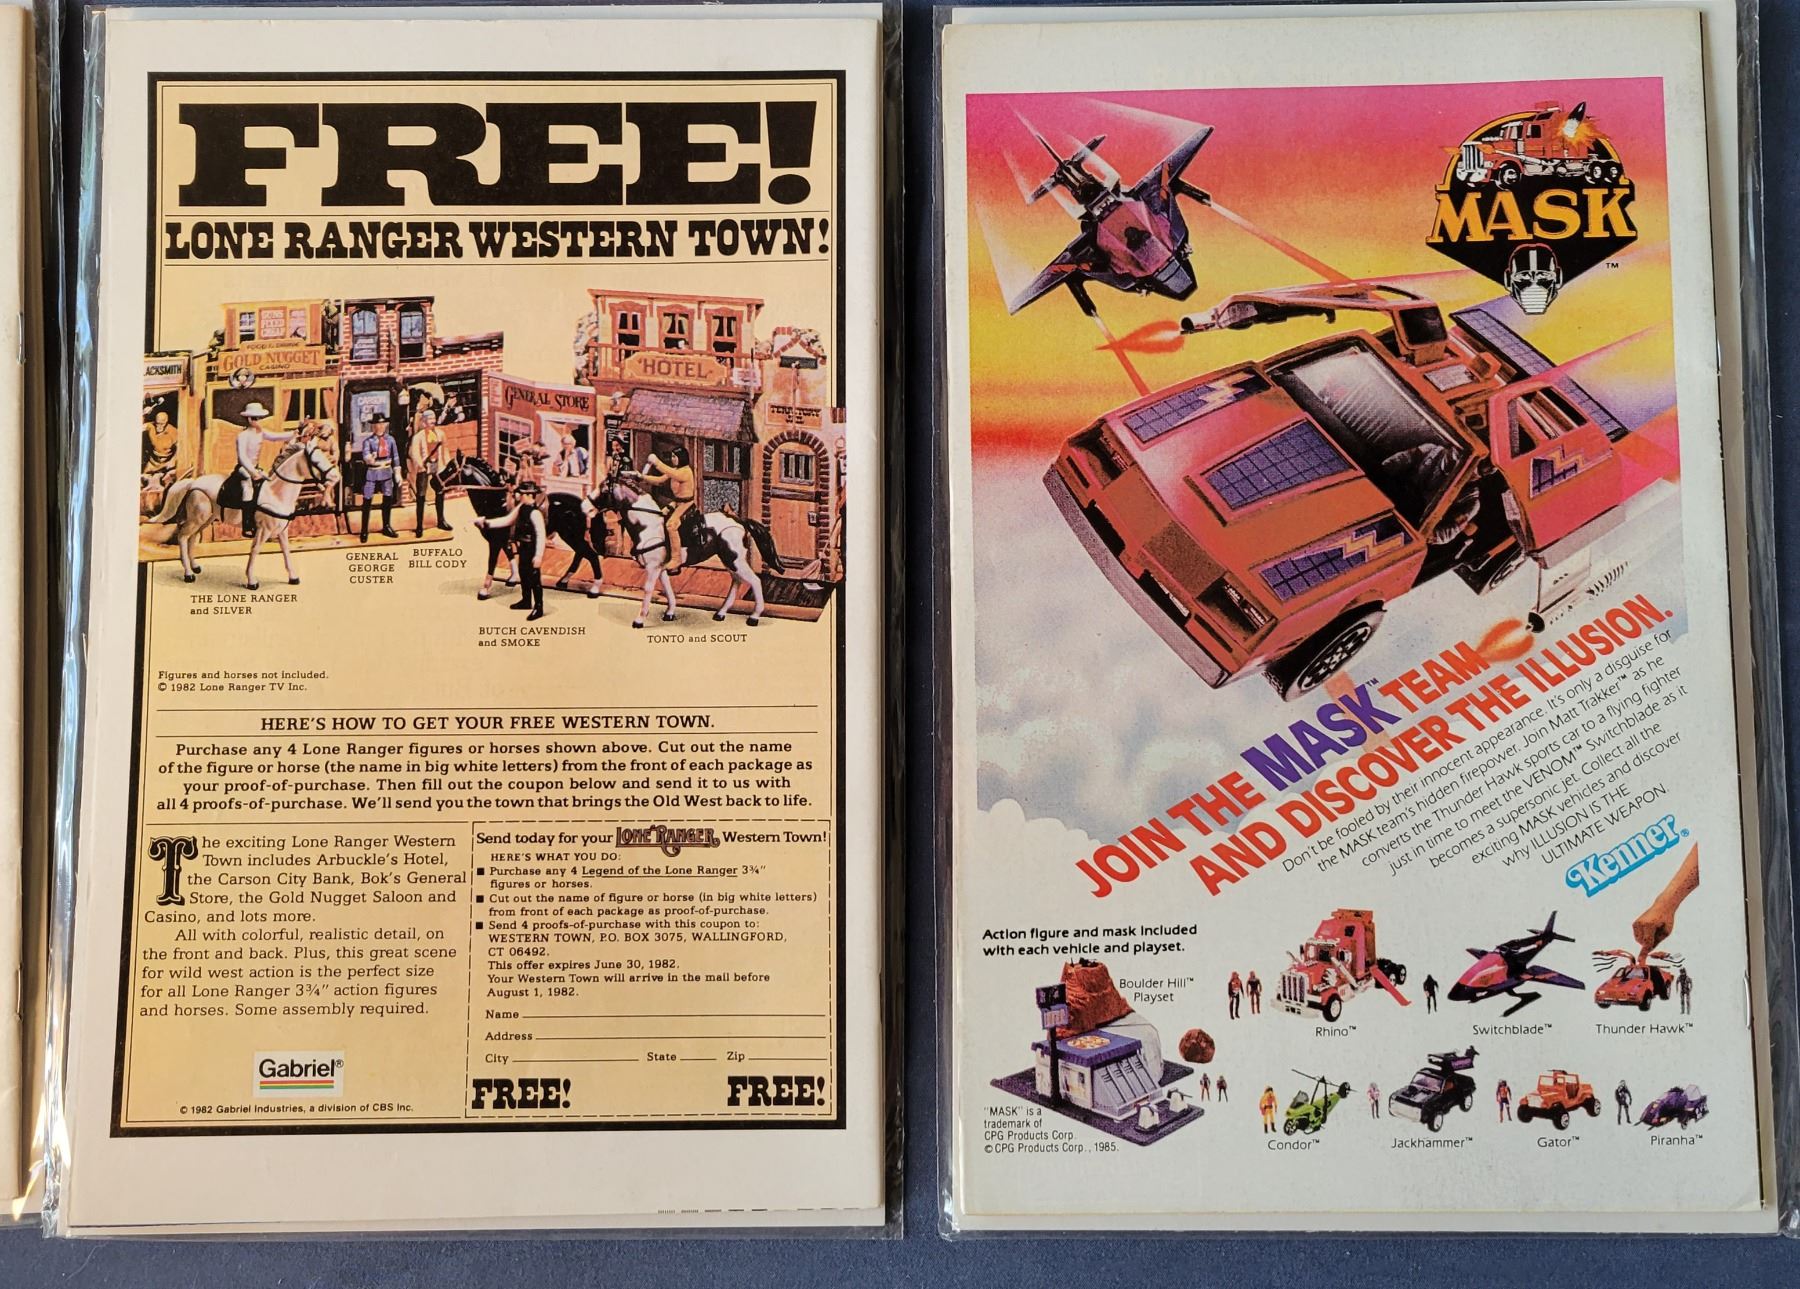 FREE!
LONE RANGER WESTERN TOWN!
ACKSMITH
GOLD NUGGET
CASINO
GENERAL STORE
HOTEL
THE LONE RANGER
and SILVER
GENERAL
GEORGE
CUSTER
BUFFALO
BILL CODY
BUTCH CAVENDISH
and SMOKE
TONTO and SCOUT
Figures and horses not included.
© 1982 Lone Ranger TV Inc.
HERE'S HOW TO GET YOUR FREE WESTERN TOWN.
Purchase any 4 Lone Ranger figures or horses shown above. Cut out the name
of the figure or horse (the name in big white letters) from the front of each package as
your proof-of-purchase. Then fill out the coupon below and send it to us with
all 4 proofs-of-purchase. We'll send you the town that brings the Old West back to life.
The exciting Lone Ranger Western
Town includes Arbuckle's Hotel,
the Carson City Bank, Bok's General
Store, the Gold Nugget Saloon and
Casino, and lots more.
All with colorful, realistic detail, on
the front and back. Plus, this great scene
for wild west action is the perfect size
for all Lone Ranger 3¾" action figures
and horses. Some assembly required.
Gabriel®
© 1982 Gabriel Industries, a division of CBS Inc.
Send today for your LONE RANGER Western Town!
HERE'S WHAT YOU DO:
■ Purchase any 4 Legend of the Lone Ranger 3¾"
figures or horses.
■ Cut out the name of figure or horse (in big white letters)
from front of each package as proof-of-purchase.
■ Send 4 proofs-of-purchase with this coupon to:
WESTERN TOWN, P.O. BOX 3075, WALLINGFORD,
CT 06492.
This offer expires June 30, 1982.
Your Western Town will arrive in the mail before
August 1, 1982.
Name
Address
City State Zip
FREE! FREE!
MASK
™
JOIN THE MASK™ TEAM
AND DISCOVER THE ILLUSION.
Don't be fooled by their innocent appearance. It's only a disguise for
the MASK team's hidden firepower. Join Matt Trakker™ as he
converts the Thunder Hawk sports car to a flying fighter
just in time to meet the VENOM™ Switchblade as it
becomes a supersonic jet. Collect all the
exciting MASK vehicles and discover
why ILLUSION IS THE
ULTIMATE WEAPON.
Kenner®
Action figure and mask included
with each vehicle and playset.
Boulder Hill™
Playset
Rhino™
Switchblade™
Thunder Hawk™
"MASK" is a
trademark of
CPG Products Corp.
© CPG Products Corp., 1985.
Condor™
Jackhammer™
Gator™
Piranha™